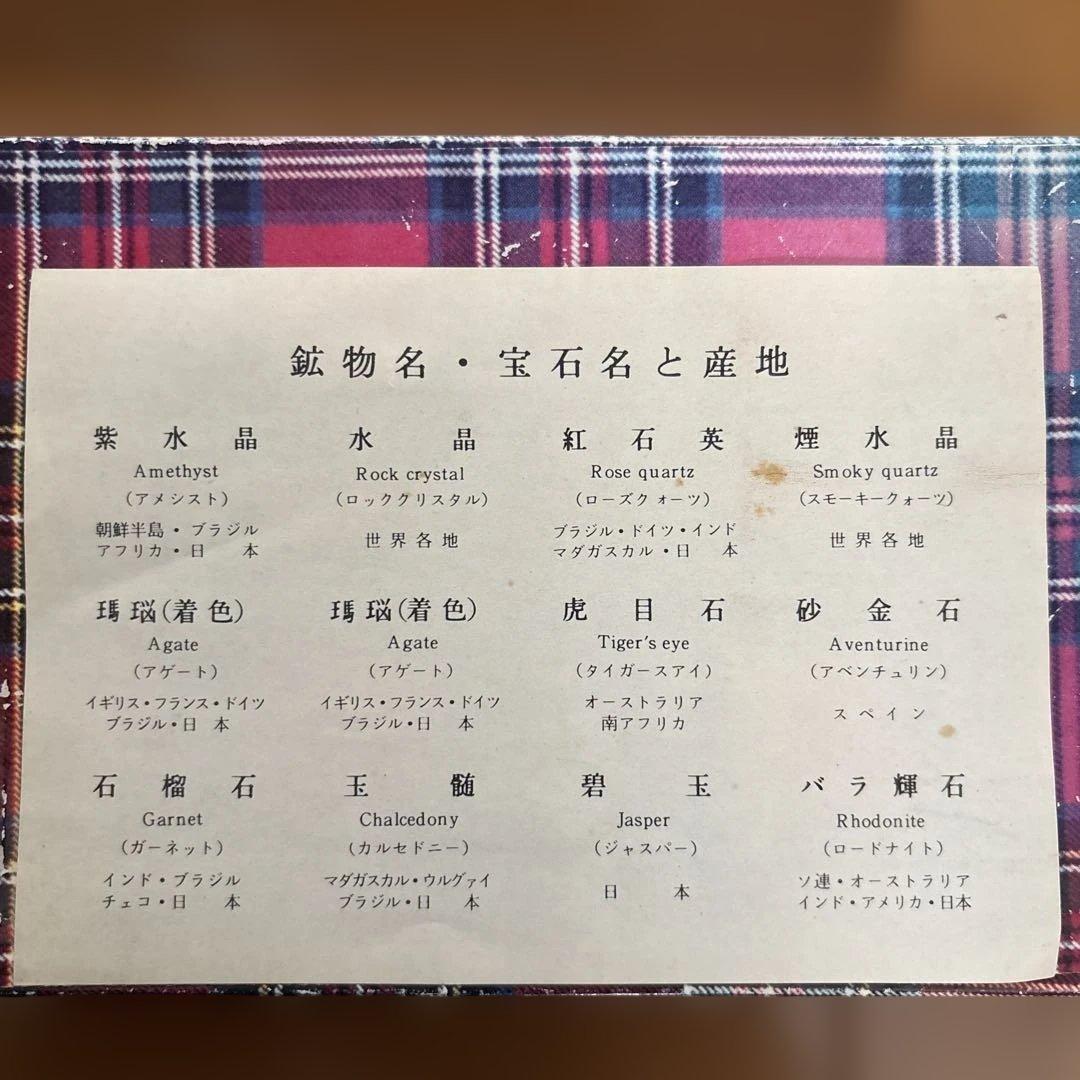 鉱物名・宝石名と産地
紫水晶 水晶 紅石英 煙水晶
Amethyst Rock crystal Rose quartz Smoky quartz
(アメシスト) (ロッククリスタル) (ローズクォーツ) (スモーキークォーツ)
朝鮮半島・ブラジル 世界各地 ブラジル・ドイツ・インド 世界各地
アフリカ・日本 マダガスカル・日本
瑪瑙(着色) 瑪瑙(着色) 虎目石 砂金石
Agate Agate Tiger's eye Aventurine
(アゲート) (アゲート) (タイガースアイ) (アベンチュリン)
イギリス・フランス・ドイツ イギリス・フランス・ドイツ オーストラリア スペイン
ブラジル・日本 ブラジル・日本 南アフリカ
石榴石 玉髄 碧玉 バラ輝石
Garnet Chalcedony Jasper Rhodonite
(ガーネット) (カルセドニー) (ジャスパー) (ロードナイト)
インド・ブラジル マダガスカル・ウルグァイ 日本 ソ連・オーストラリア
チェコ・日本 ブラジル・日本 インド・アメリカ・日本